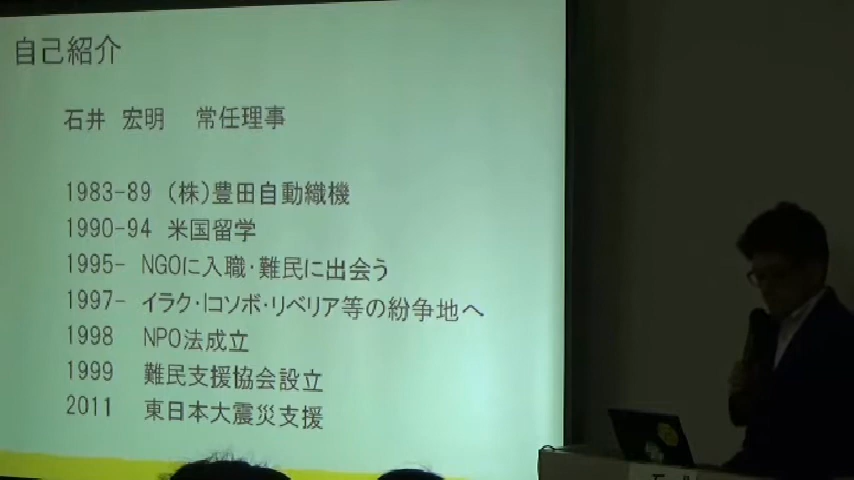 自己紹介
石井 宏明 常任理事
1983-89 (株)豊田自動織機
1990-94 米国留学
1995- NGOに入職・難民に出会う
1997- イラク・Iコソボ・リベリア等の紛争地へ
1998 NPO法成立
1999 難民支援協会設立
2011 東日本大震災支援